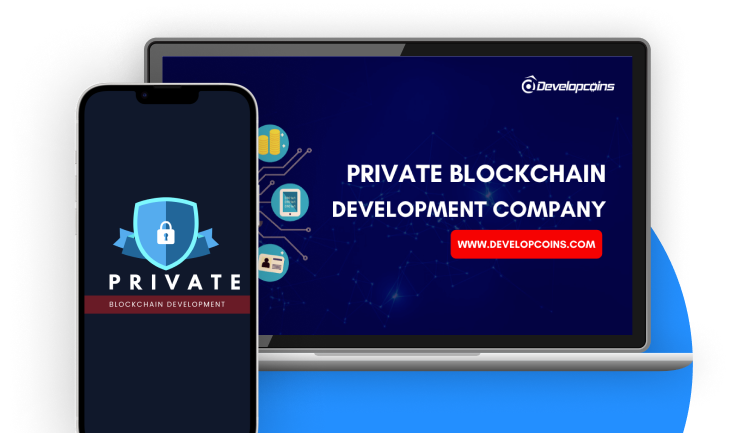 Developcoins
PRIVATE BLOCKCHAIN
DEVELOPMENT COMPANY
WWW.DEVELOPCOINS.COM
PRIVATE
BLOCKCHAIN DEVELOPMENT